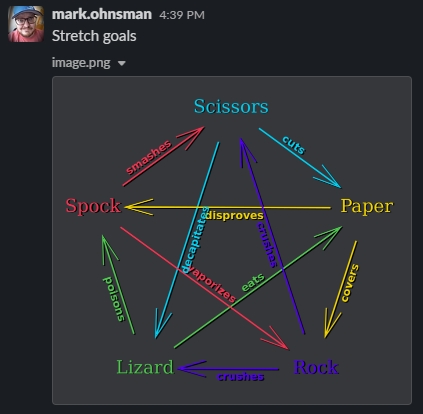 mark.ohnsman 4:39 PM
Stretch goals
image.png
Scissors
smashes
cuts
Spock
decapitates
disproves
Paper
crushes
vaporizes
eats
covers
poisons
Lizard
crushes
Rock